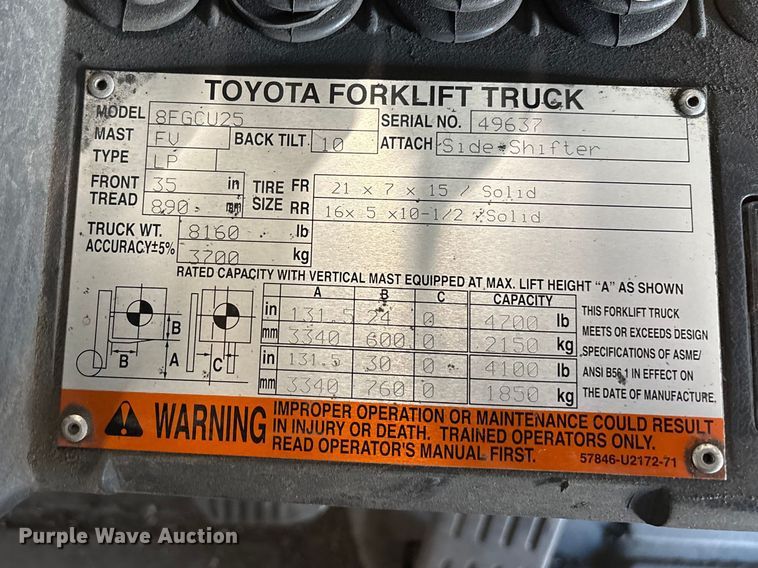 TOYOTA FORKLIFT TRUCK
MODEL 8FGCU25 SERIAL NO. 49637
MAST FV BACK TILT 10 ATTACH Side Shifter
TYPE LP
FRONT TREAD 35 in TIRE SIZE FR 21 x 7 x 15 / Solid
890 mm RR 16x 5 x10-1/2 / Solid
TRUCK WT. 8160 lb
ACCURACY±5% 3700 kg
RATED CAPACITY WITH VERTICAL MAST EQUIPPED AT MAX. LIFT HEIGHT "A" AS SHOWN
A B C CAPACITY
in 131.5 24 0 4700 lb
mm 3340 600 0 2150 kg
in 131.5 30 0 4100 lb
mm 3340 760 0 1850 kg
B
B A C
THIS FORKLIFT TRUCK
MEETS OR EXCEEDS DESIGN
SPECIFICATIONS OF ASME/
ANSI B56.1 IN EFFECT ON
THE DATE OF MANUFACTURE.
WARNING
IMPROPER OPERATION OR MAINTENANCE COULD RESULT
IN INJURY OR DEATH. TRAINED OPERATORS ONLY.
READ OPERATOR'S MANUAL FIRST.
57846-U2172-71
Purple Wave Auction